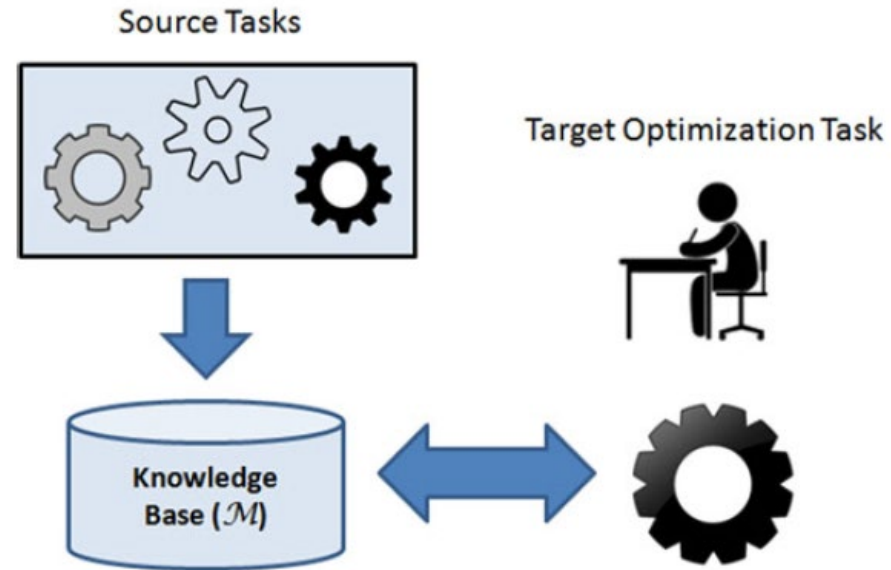 Source Tasks
Target Optimization Task
Knowledge
Base (ℳ)